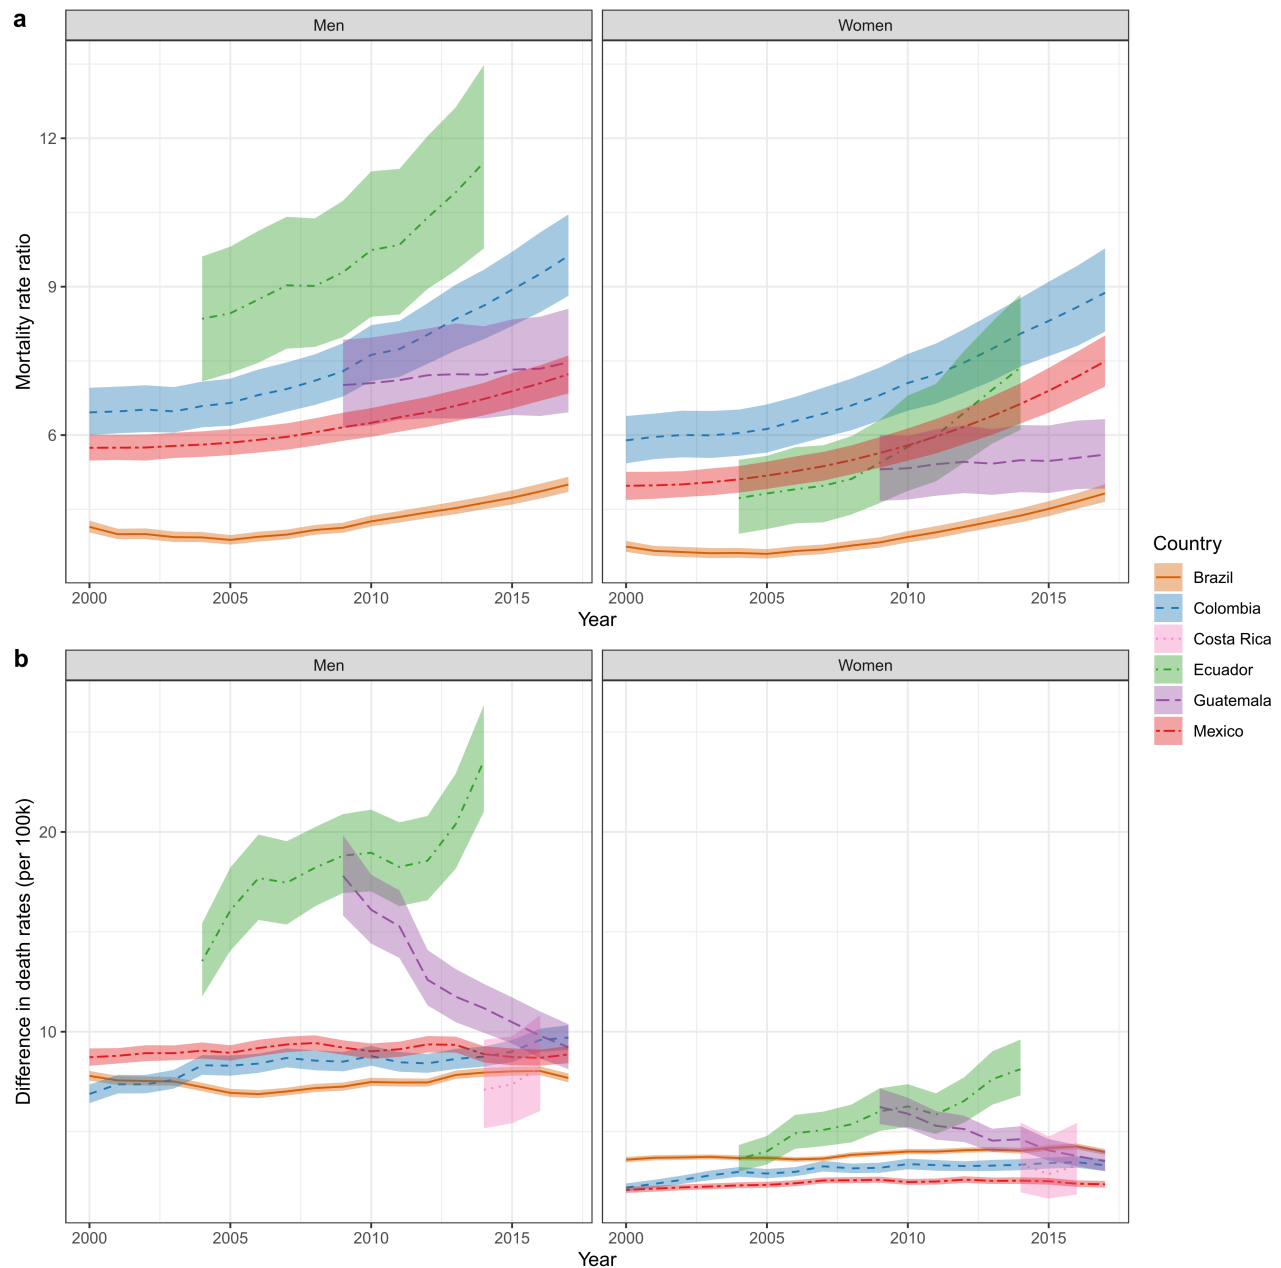 a
Men
Women
Mortality rate ratio
12
9
6
2000 2005 2010 2015
2000 2005 2010 2015
Year
b
Men
Women
Difference in death rates (per 100k)
20
10
2000 2005 2010 2015
2000 2005 2010 2015
Year
Country
Brazil
Colombia
Costa Rica
Ecuador
Guatemala
Mexico